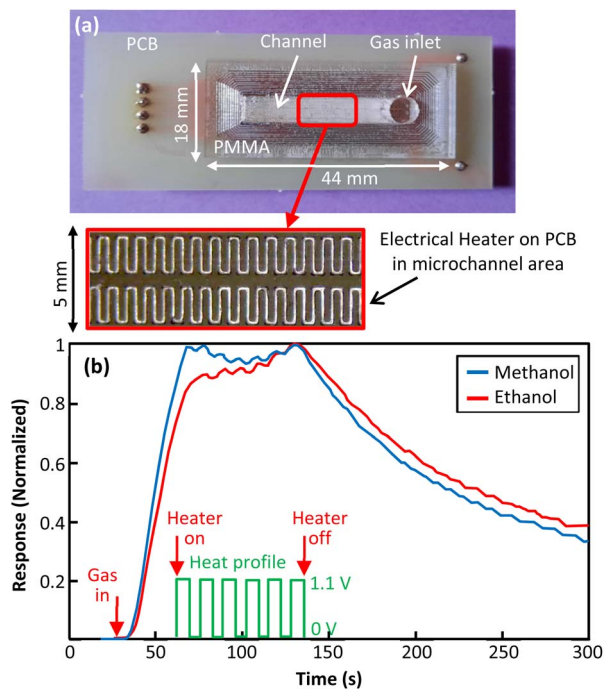 (a)
PCB
Channel
Gas inlet
18 mm
PMMA
44 mm
5 mm
Electrical Heater on PCB
in microchannel area
(b)
Methanol
Ethanol
Response (Normalized)
1
0.8
0.6
0.4
0.2
Heater
on
Heater
off
Heat profile
Gas
in
1.1 V
0 V
0
50
100
150
200
250
300
Time (s)